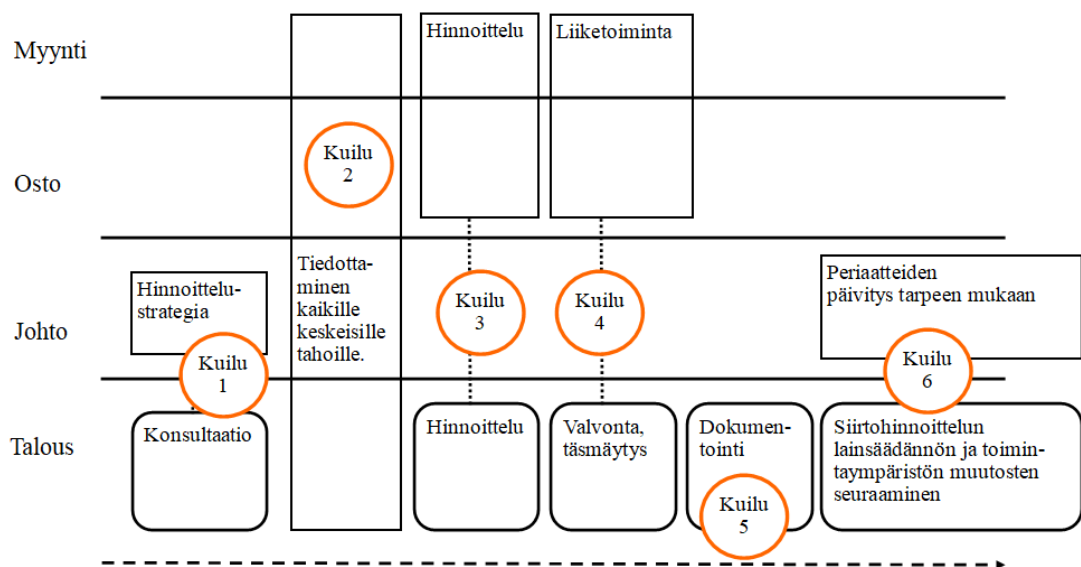 Myynti
Hinnoittelu
Liiketoiminta
Osto
Kuilu
2
Johto
Hinnoittelu-
strategia
Kuilu
1
Tiedotta-
minen
kaikille
keskeisille
tahoille.
Kuilu
3
Kuilu
4
Periaatteiden
päivitys tarpeen mukaan
Kuilu
6
Talous
Konsultaatio
Hinnoittelu
Valvonta,
täsmäytys
Dokumen-
tointi
Kuilu
5
Siirtohinnoittelun
lainsäädännön ja toimin-
taympäristön muutosten
seuraaminen